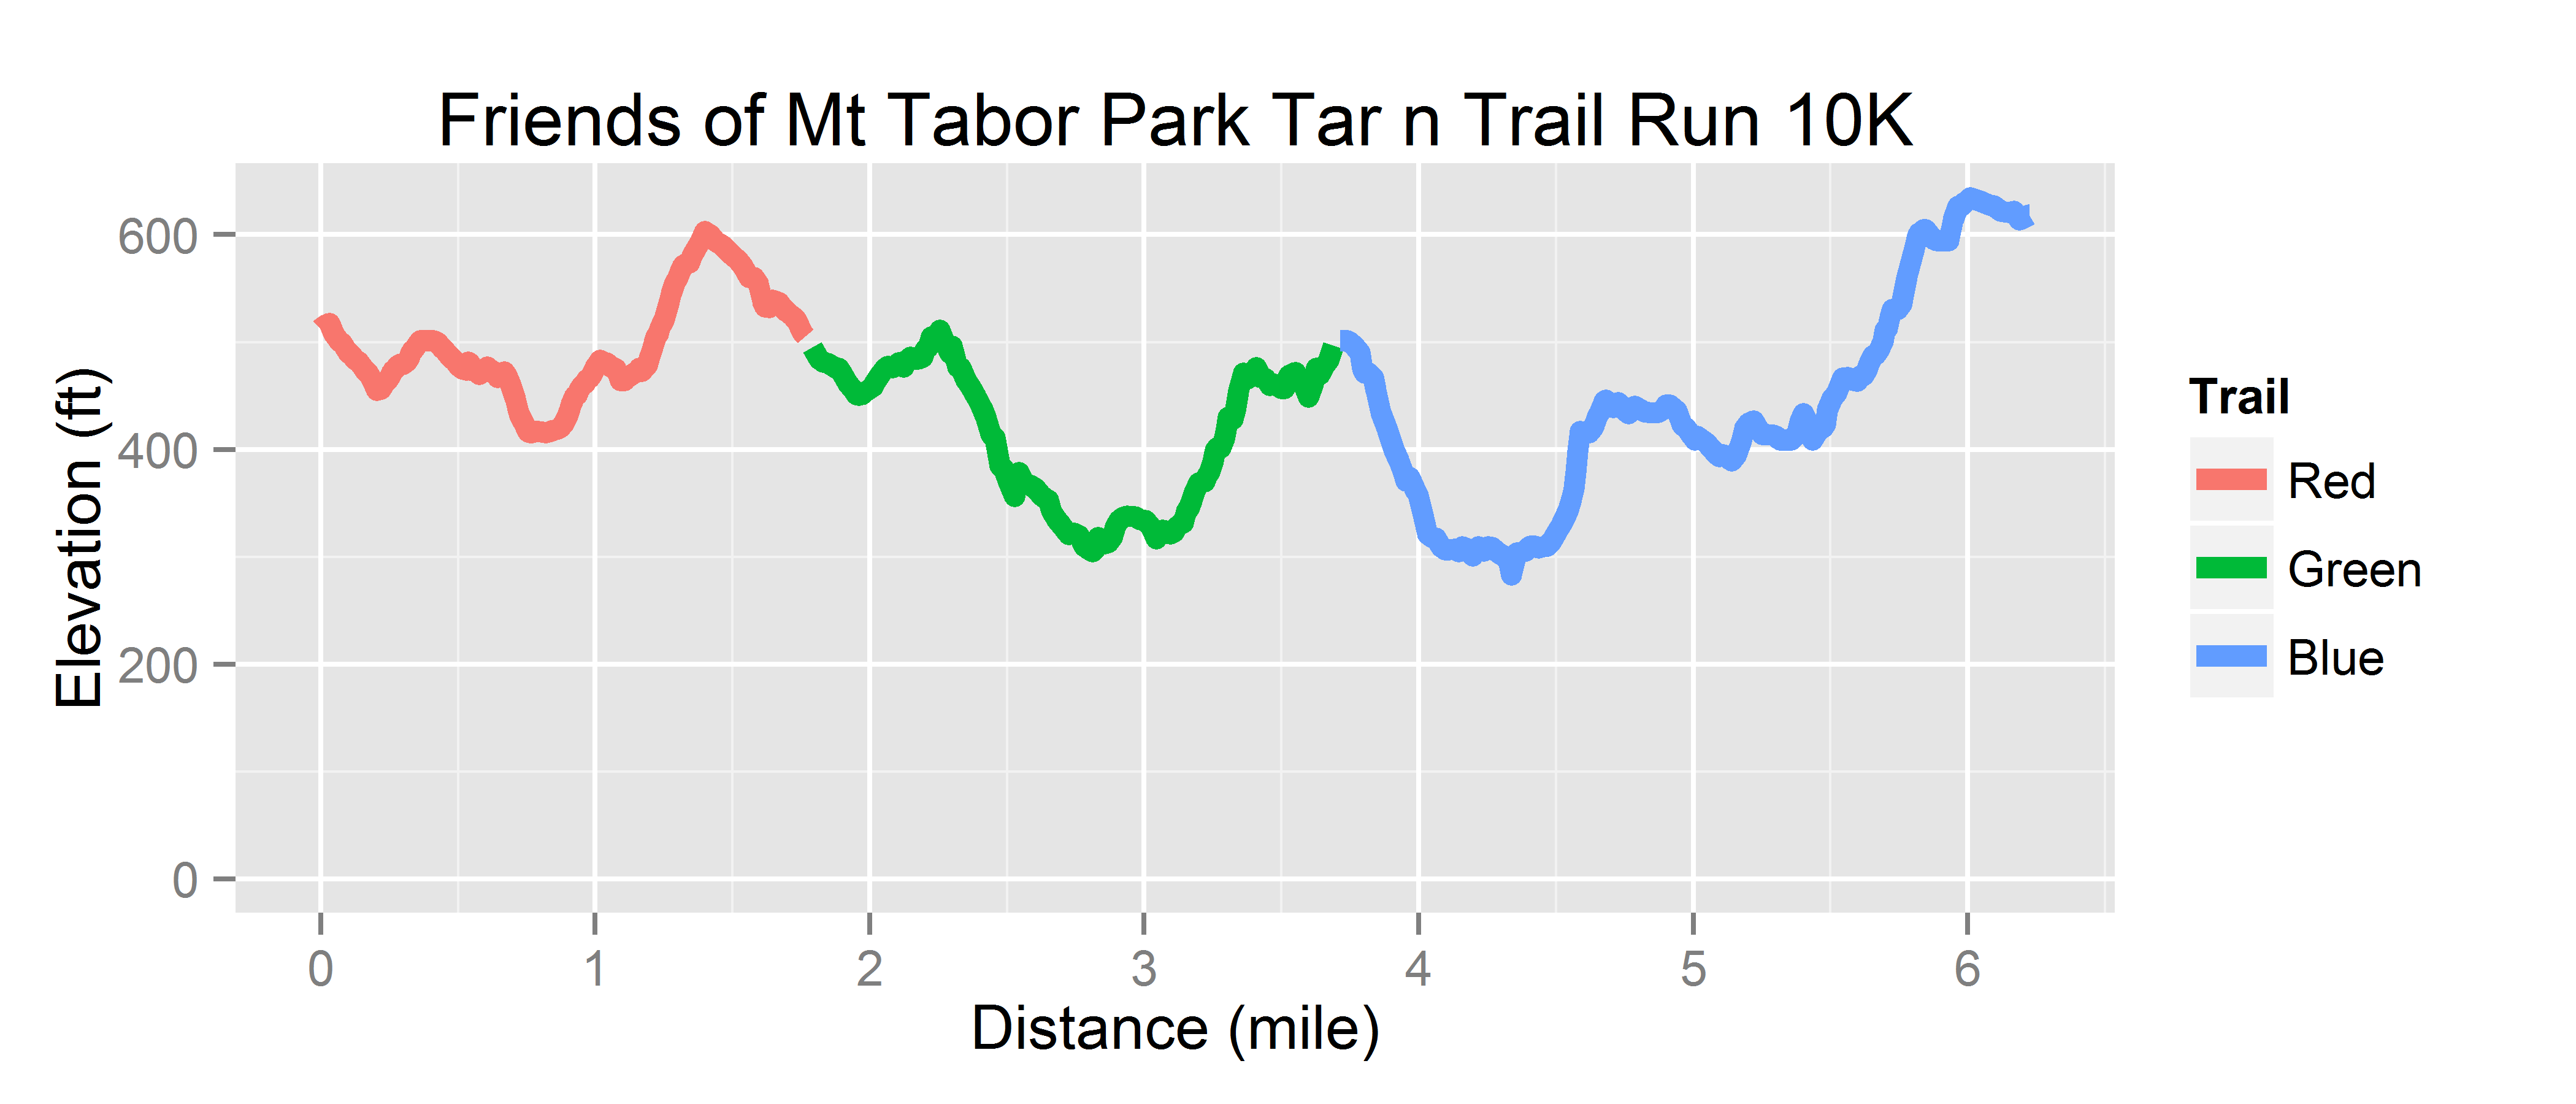 Friends of Mt Tabor Park Tar n Trail Run 10K
Elevation (ft)
600
400
200
0
0 1 2 3 4 5 6
Distance (mile)
Trail
Red
Green
Blue